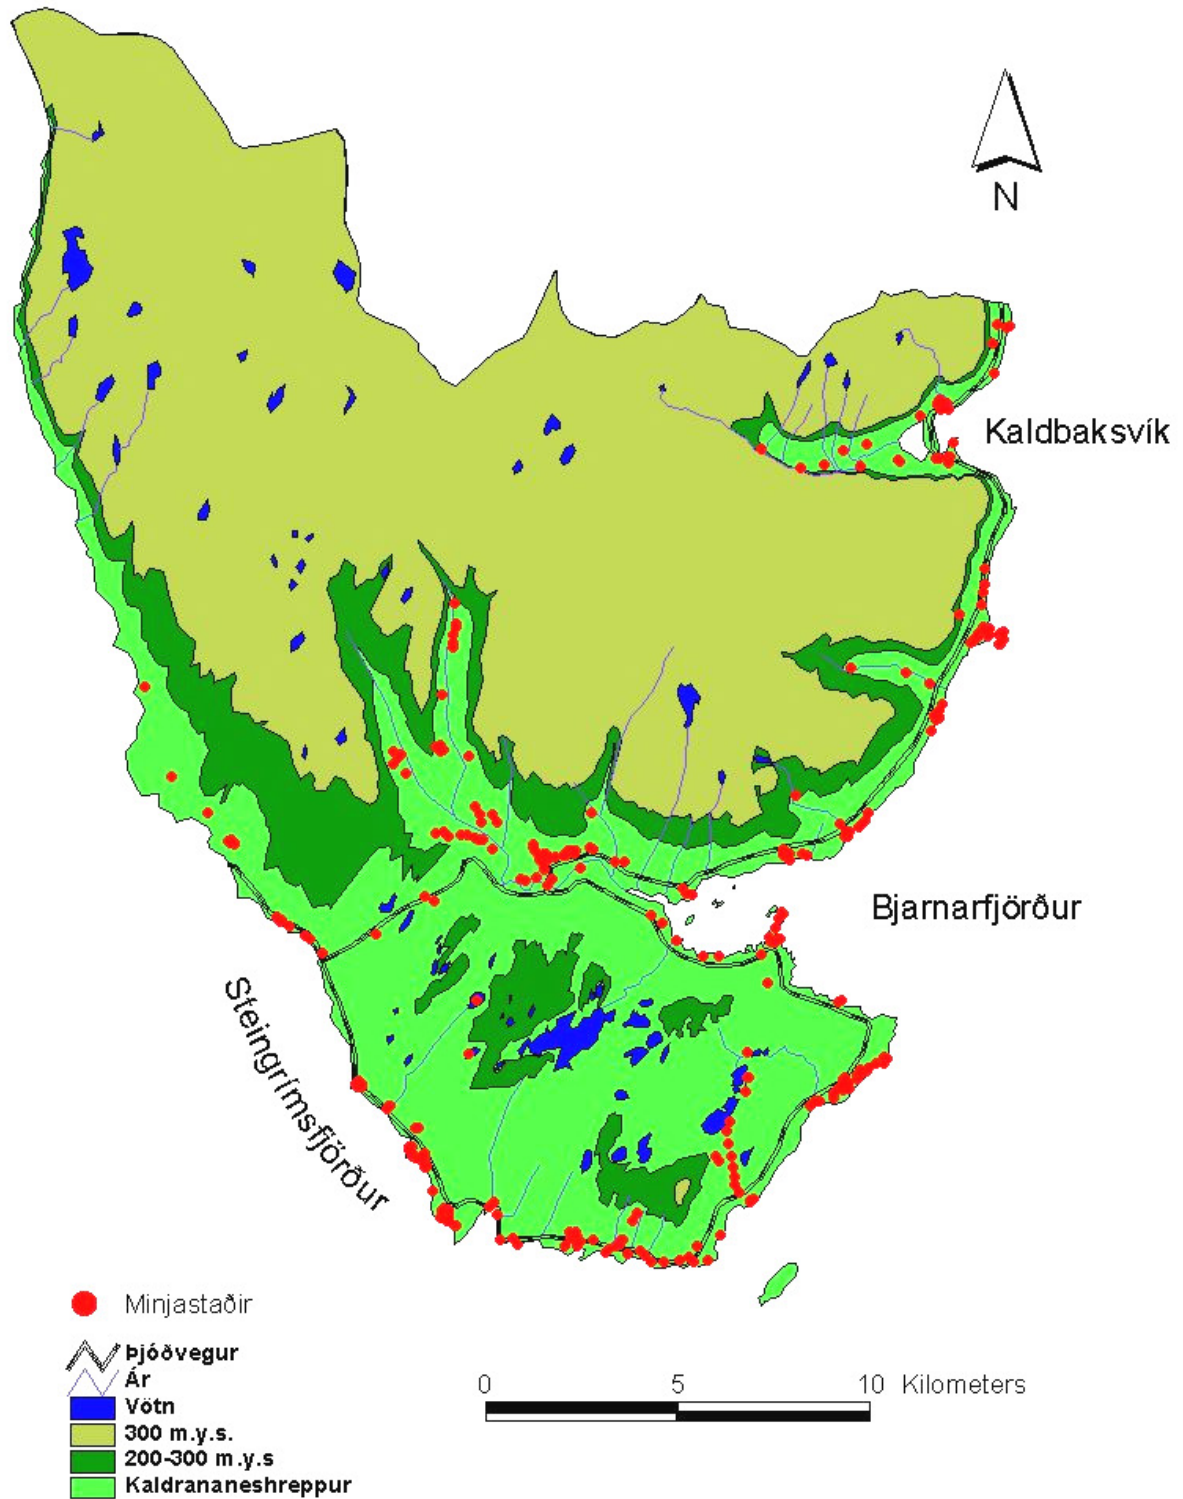 N
Kaldbaksvík
Bjarnarfjörður
Steingrímsfjörður
Minjastaðir
Þjóðvegur
Ár
Vötn
300 m.y.s.
200-300 m.y.s
Kaldrananeshreppur
0 5 10 Kilometers